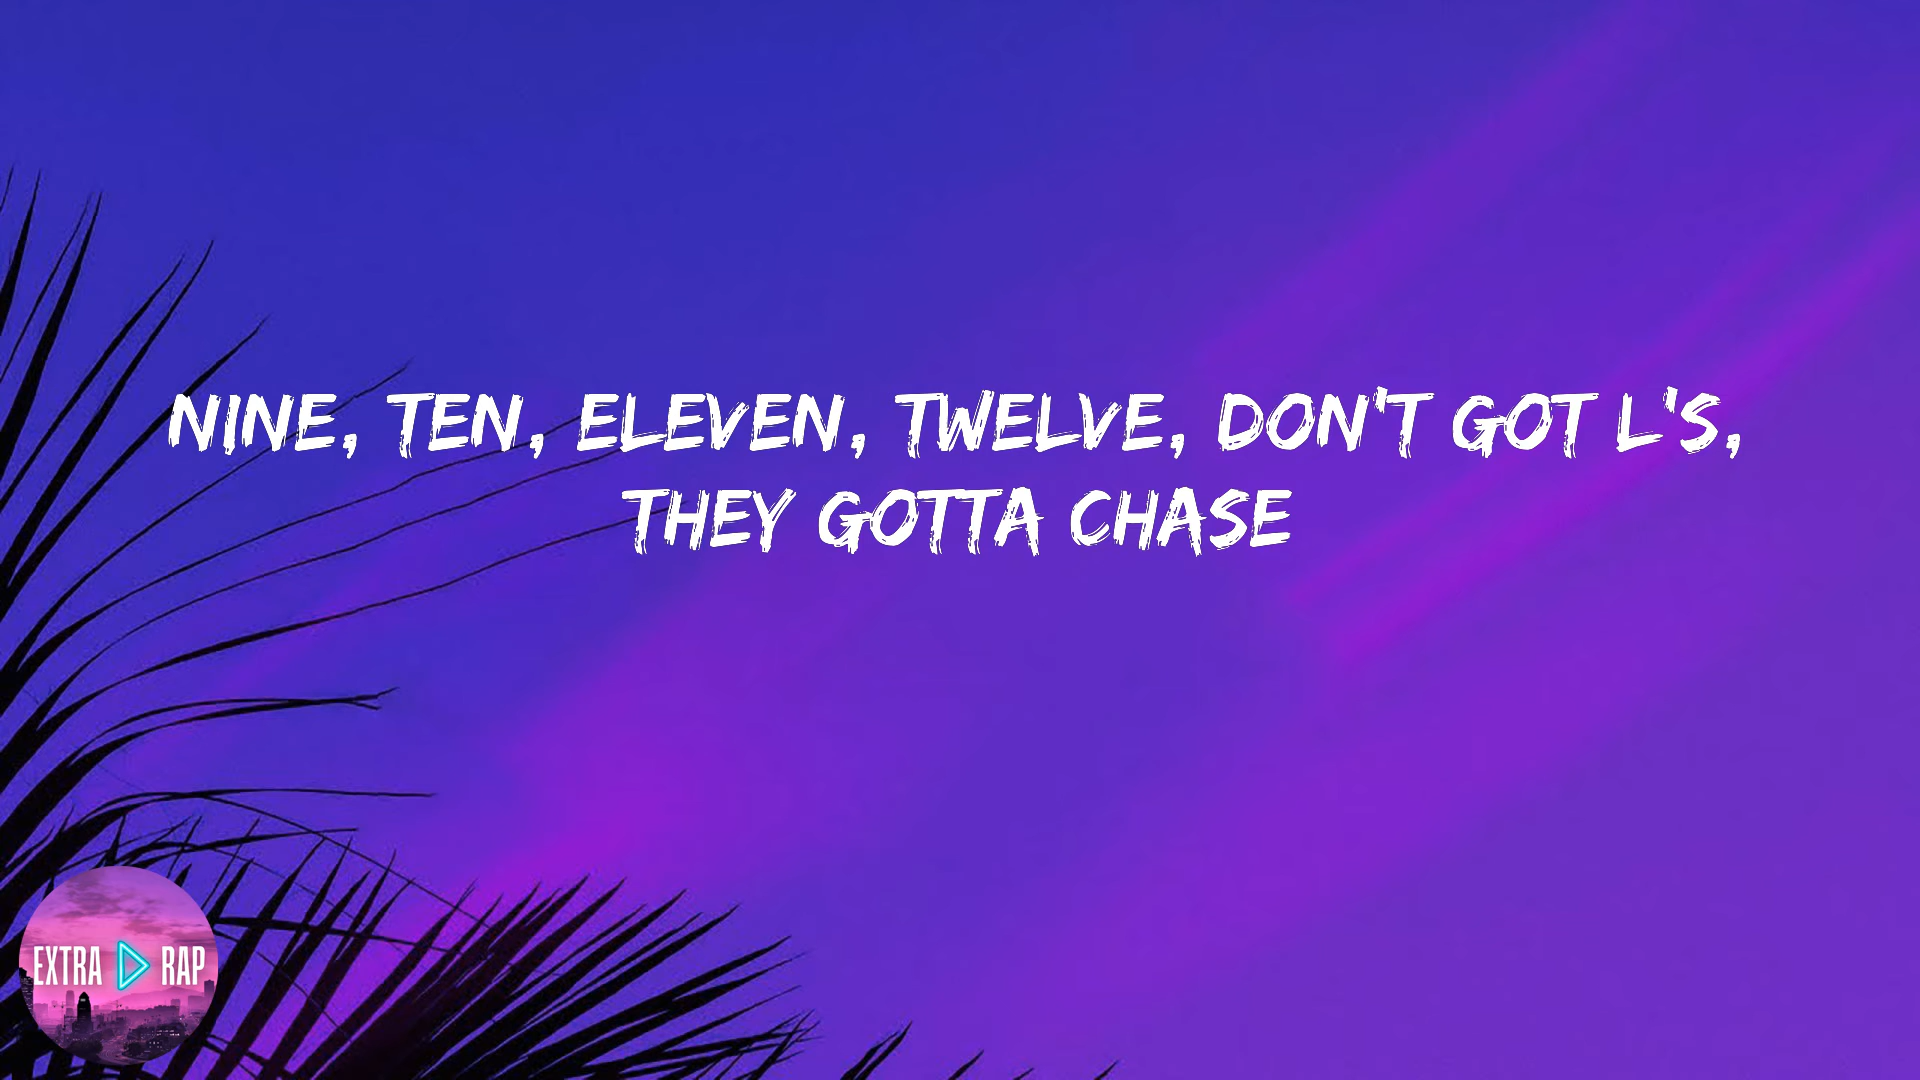 NINE, TEN, ELEVEN, TWELVE, DON'T GOT L'S,
THEY GOTTA CHASE
EXTRA RAP